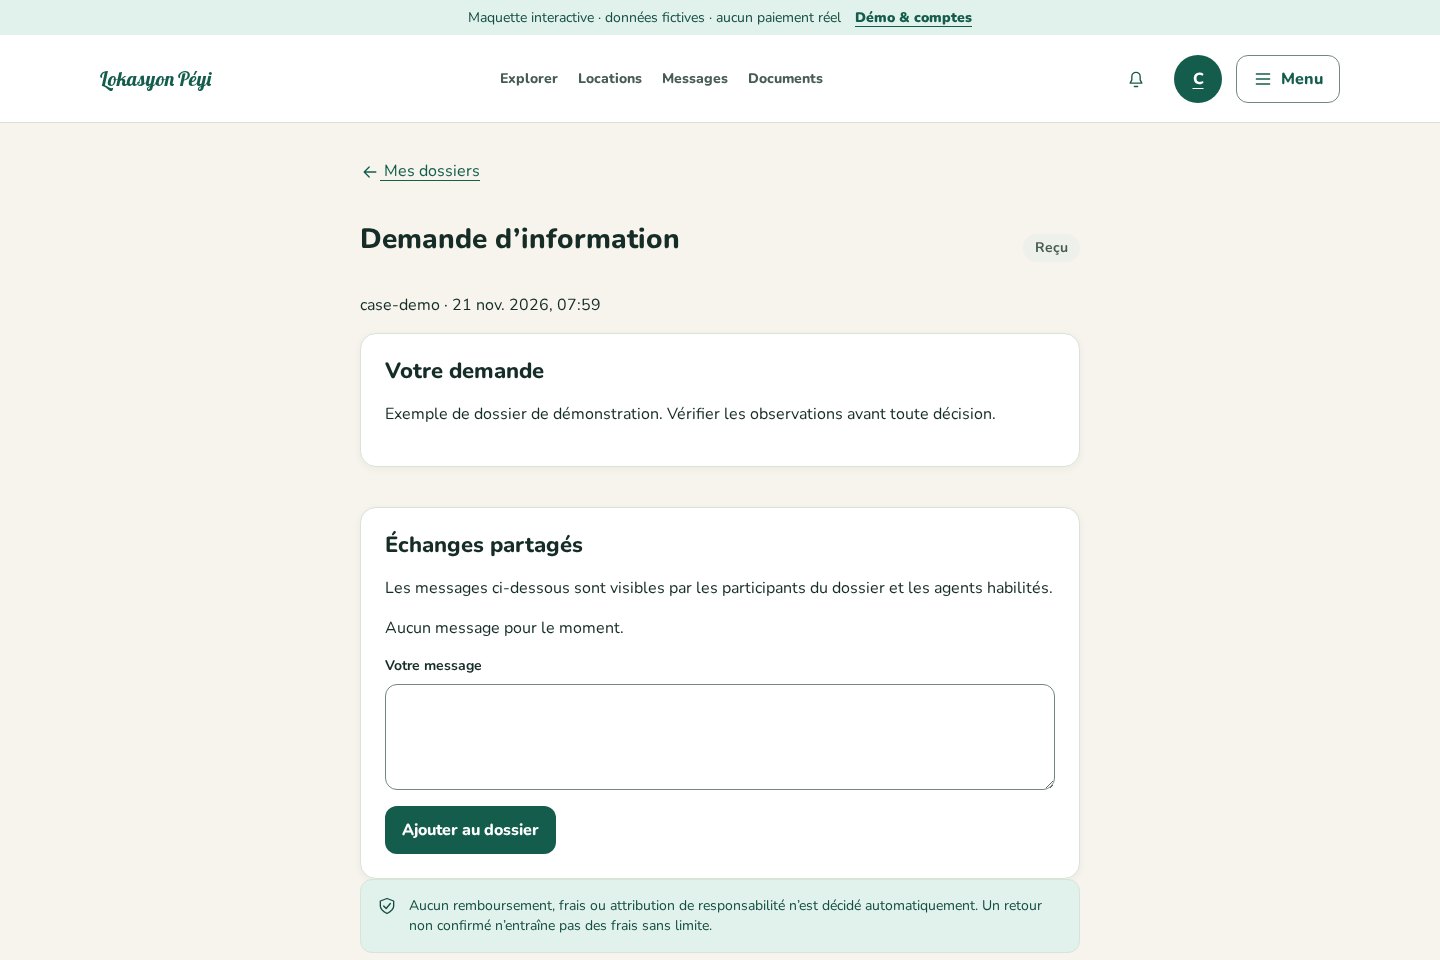 Maquette interactive · données fictives · aucun paiement réel Démo & comptes
Lokasyon Péyi
Explorer Locations Messages Documents
C
Menu
Mes dossiers
Demande d’information
Reçu
case-demo · 21 nov. 2026, 07:59
Votre demande
Exemple de dossier de démonstration. Vérifier les observations avant toute décision.
Échanges partagés
Les messages ci-dessous sont visibles par les participants du dossier et les agents habilités.
Aucun message pour le moment.
Votre message
Ajouter au dossier
Aucun remboursement, frais ou attribution de responsabilité n’est décidé automatiquement. Un retour
non confirmé n’entraîne pas des frais sans limite.